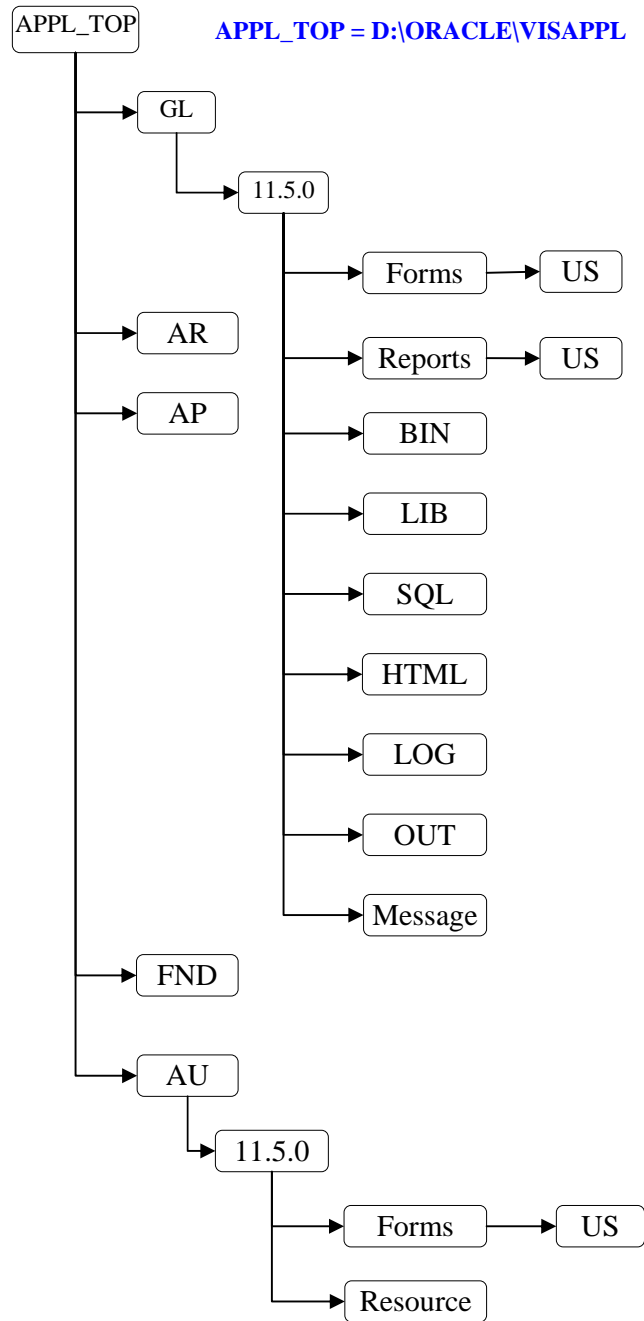 APPL_TOP
APPL_TOP = D:\ORACLE\VISAPPL
GL
11.5.0
Forms
US
Reports
US
AR
AP
BIN
LIB
SQL
HTML
LOG
OUT
Message
FND
AU
11.5.0
Forms
US
Resource